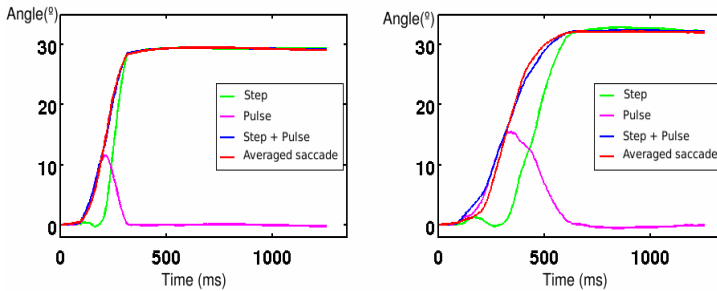 Angle(º)
30
20
10
0
Step
Pulse
Step + Pulse
Averaged saccade
0 500 1000
Time (ms)
Angle(º)
30
20
10
0
Step
Pulse
Step + Pulse
Averaged saccade
0 500 1000
Time (ms)